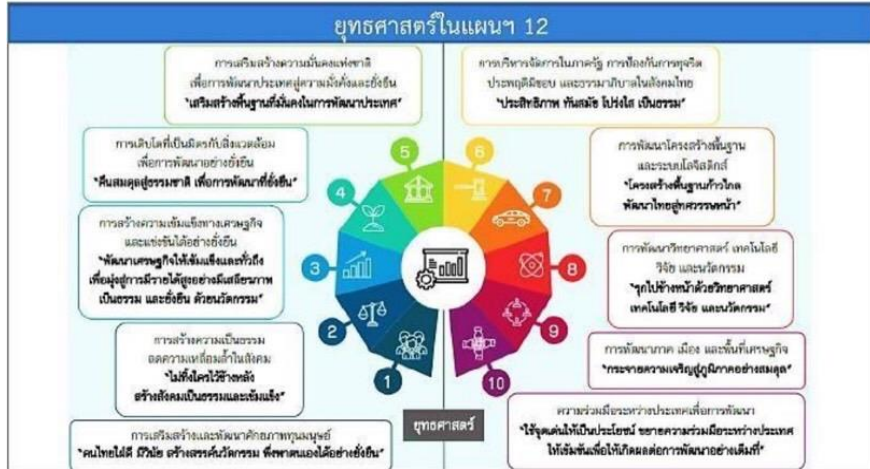 ยุทธศาสตร์ในแผนฯ 12
การเสริมสร้างความมั่นคงแห่งชาติ
เพื่อการพัฒนาประเทศสู่ความมั่งคั่งและยั่งยืน
"เสริมสร้างพื้นฐานที่มั่นคงในการพัฒนาประเทศ"
การบริหารจัดการในภาครัฐ การป้องกันการทุจริต
ประพฤติมิชอบ และธรรมาภิบาลในสังคมไทย
"ประสิทธิภาพ ทันสมัย โปร่งใส เป็นธรรม"
การเติบโตที่เป็นมิตรกับสิ่งแวดล้อม
เพื่อการพัฒนาอย่างยั่งยืน
"คืนสมดุลสู่ธรรมชาติ เพื่อการพัฒนาที่ยั่งยืน"
การพัฒนาโครงสร้างพื้นฐาน
และระบบโลจิสติกส์
"โครงสร้างพื้นฐานก้าวไกล
พัฒนาไทยสู่ทศวรรษหน้า"
การสร้างความเข้มแข็งทางเศรษฐกิจ
และแข่งขันได้อย่างยั่งยืน
"พัฒนาเศรษฐกิจให้เข้มแข็งและทั่วถึง
เพื่อมุ่งสู่การมีรายได้สูงอย่างมีเสถียรภาพ
เป็นธรรม และยั่งยืน ด้วยนวัตกรรม"
การพัฒนาวิทยาศาสตร์ เทคโนโลยี
วิจัย และนวัตกรรม
"รุกไปข้างหน้าด้วยวิทยาศาสตร์
เทคโนโลยี วิจัย และนวัตกรรม"
การสร้างความเป็นธรรม
ลดความเหลื่อมล้ำในสังคม
"ไม่ทิ้งใครไว้ข้างหลัง
สร้างสังคมเป็นธรรมและเข้มแข็ง"
การพัฒนาภาค เมือง และพื้นที่เศรษฐกิจ
"กระจายความเจริญสู่ภูมิภาคอย่างสมดุล"
การเสริมสร้างและพัฒนาศักยภาพทุนมนุษย์
"คนไทยใฝ่ดี มีวินัย สร้างสรรค์นวัตกรรม พึ่งพาตนเองได้อย่างยั่งยืน"
ความร่วมมือระหว่างประเทศเพื่อการพัฒนา
"ใช้จุดเด่นให้เป็นประโยชน์ ขยายความร่วมมือระหว่างประเทศ
ให้เข้มข้นเพื่อให้เกิดผลต่อการพัฒนาอย่างเต็มที่"
1
2
3
4
5
6
7
8
9
10
ยุทธศาสตร์